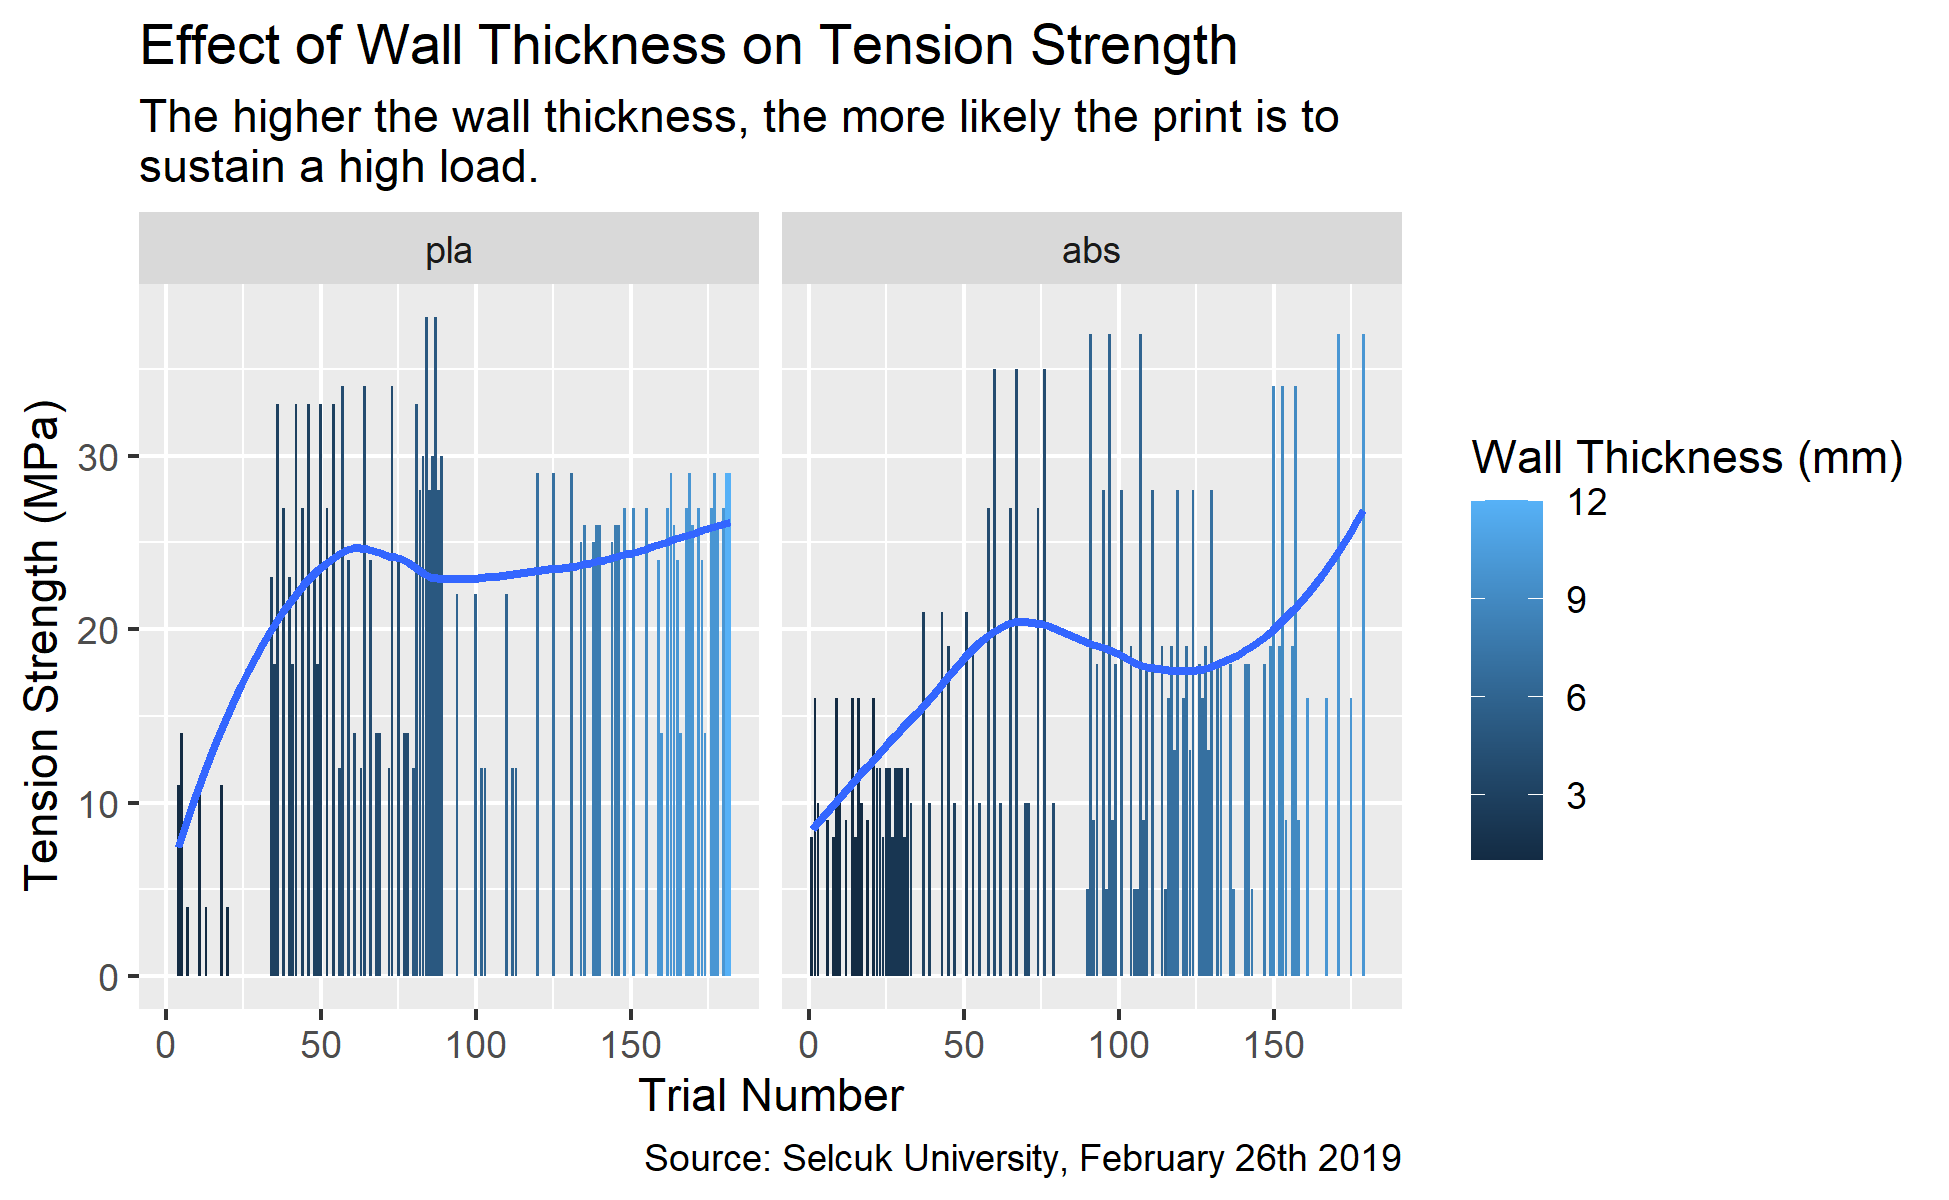 Effect of Wall Thickness on Tension Strength
The higher the wall thickness, the more likely the print is to
sustain a high load.
pla
abs
Tension Strength (MPa)
30
20
10
0
0
50
100
150
0
50
100
150
Trial Number
Wall Thickness (mm)
12
9
6
3
Source: Selcuk University, February 26th 2019